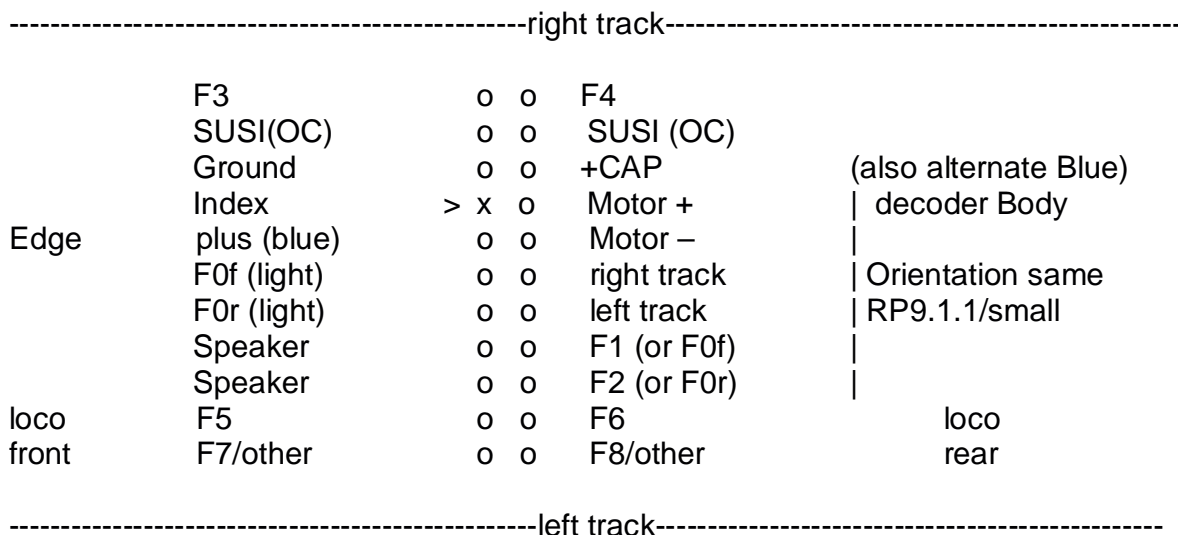 --------------------------------------------------right track--------------------------------------------------
F3 o o F4
SUSI(OC) o o SUSI (OC)
Ground o o +CAP (also alternate Blue)
Index > x o Motor + | decoder Body
Edge plus (blue) o o Motor – |
F0f (light) o o right track | Orientation same
F0r (light) o o left track | RP9.1.1/small
Speaker o o F1 (or F0f) |
Speaker o o F2 (or F0r) |
loco F5 o o F6 loco
front F7/other o o F8/other rear
---------------------------------------------------left track-------------------------------------------------